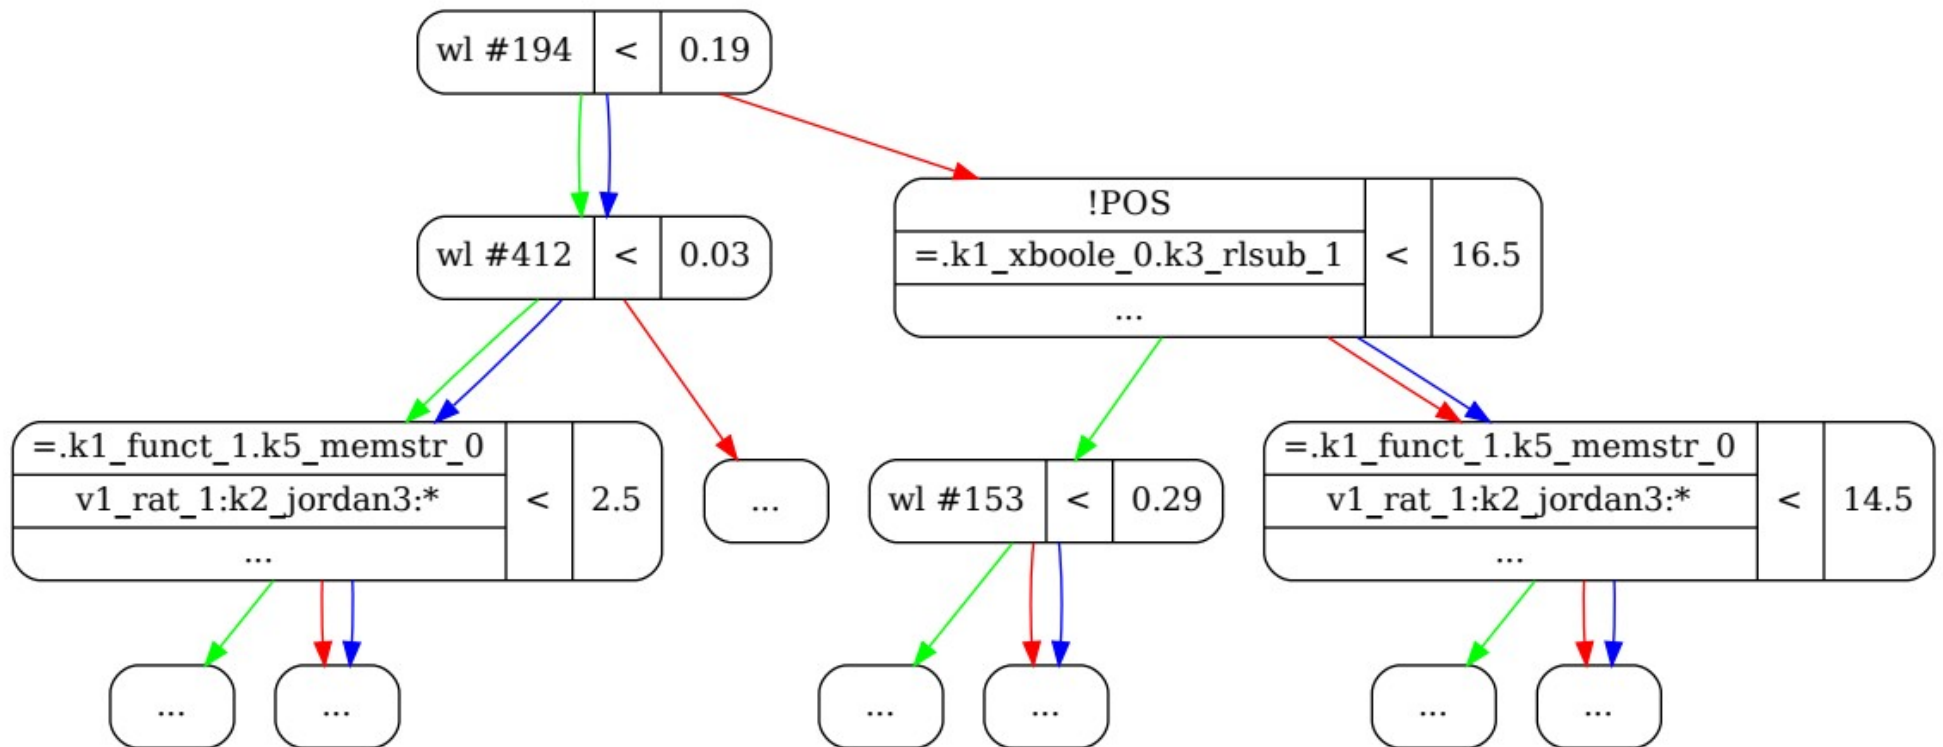 wl #194 < 0.19
!POS
wl #412 < 0.03
=.k1_xboole_0.k3_rlsub_1 < 16.5
...
=.k1_funct_1.k5_memstr_0
v1_rat_1:k2_jordan3:* < 2.5
...
...
wl #153 < 0.29
=.k1_funct_1.k5_memstr_0
v1_rat_1:k2_jordan3:* < 14.5
...
... ... ... ... ... ...